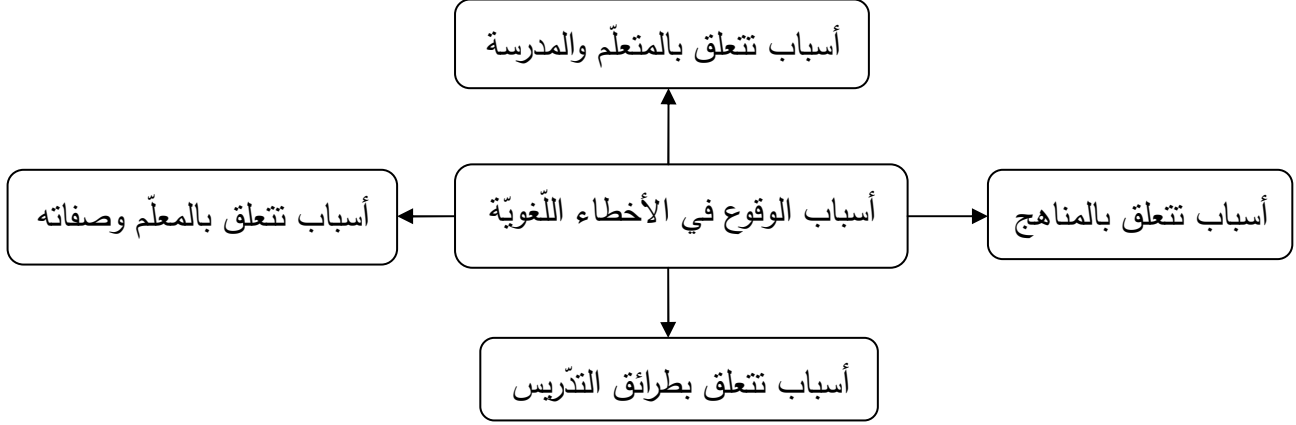 أسباب تتعلق بالمتعلّم والمدرسة
أسباب تتعلق بالمناهج
أسباب الوقوع في الأخطاء اللّغويّة
أسباب تتعلق بالمعلّم وصفاته
أسباب تتعلق بطرائق التدّريس